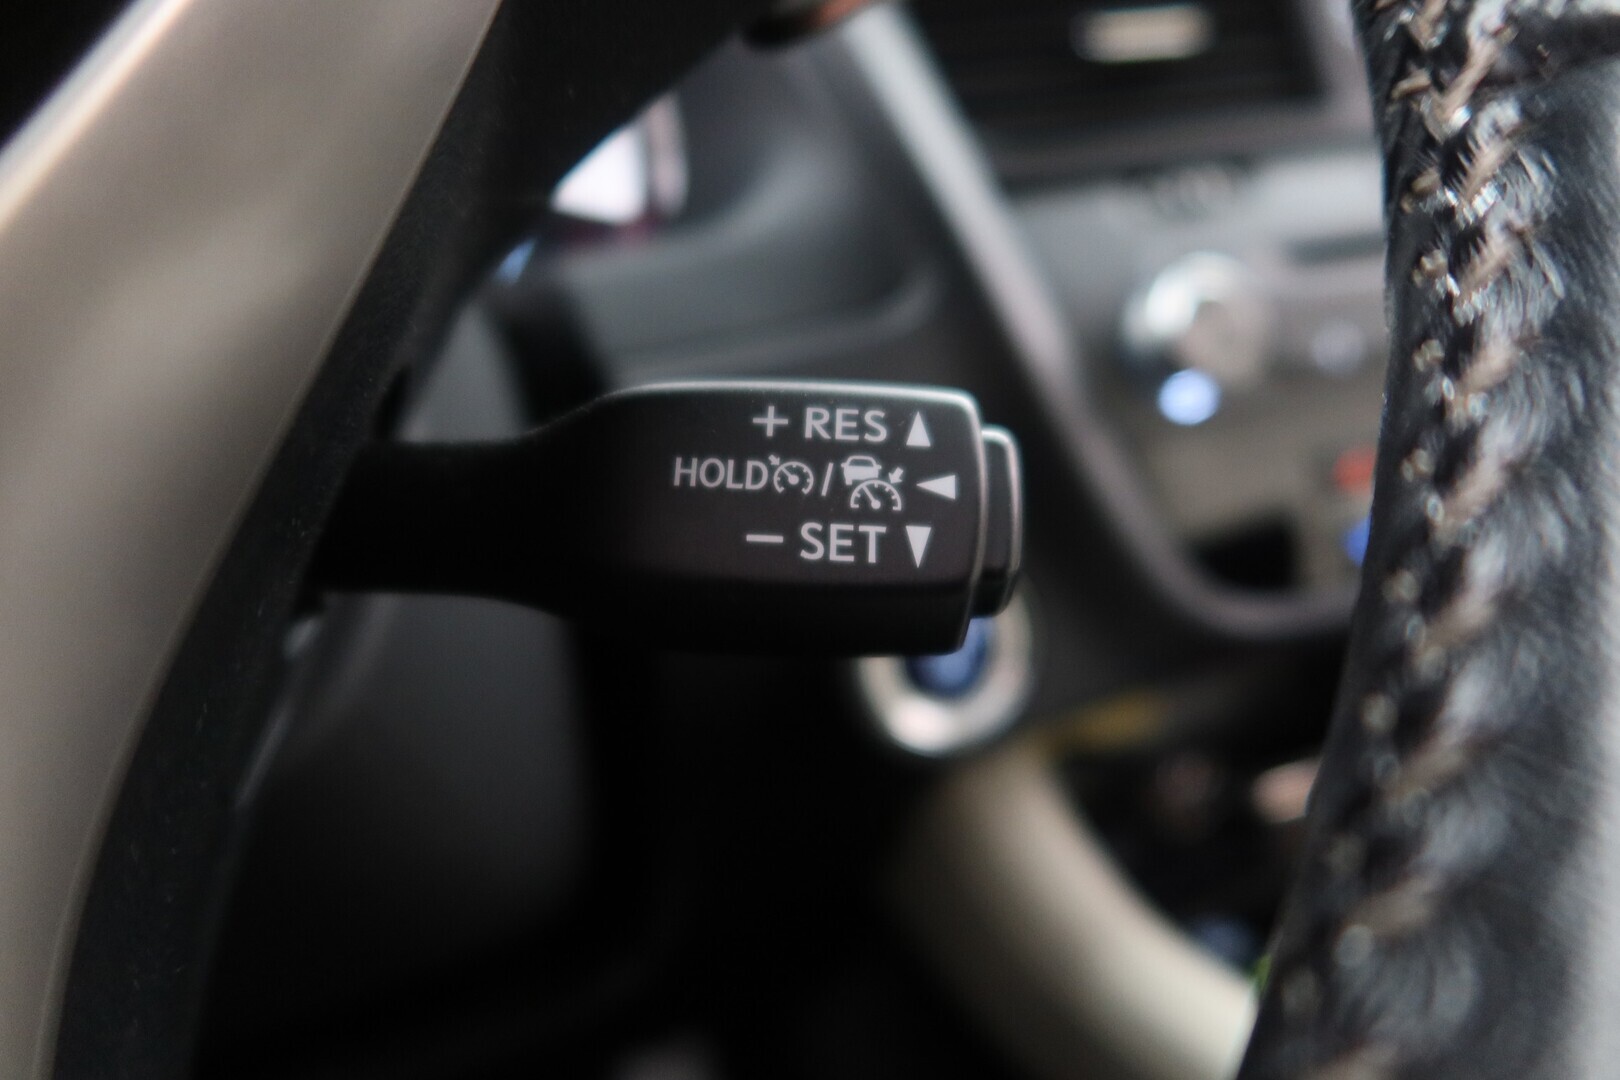 + RES ▲
HOLD / ◀
− SET ▼